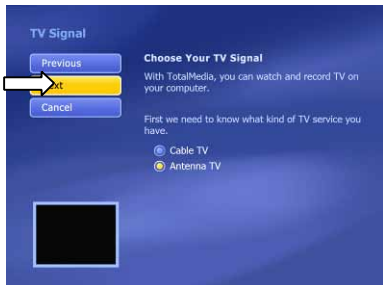 TV Signal
Previous
Next
Cancel
Choose Your TV Signal
With TotalMedia, you can watch and record TV on
your computer.
First we need to know what kind of TV service you
have.
Cable TV
Antenna TV